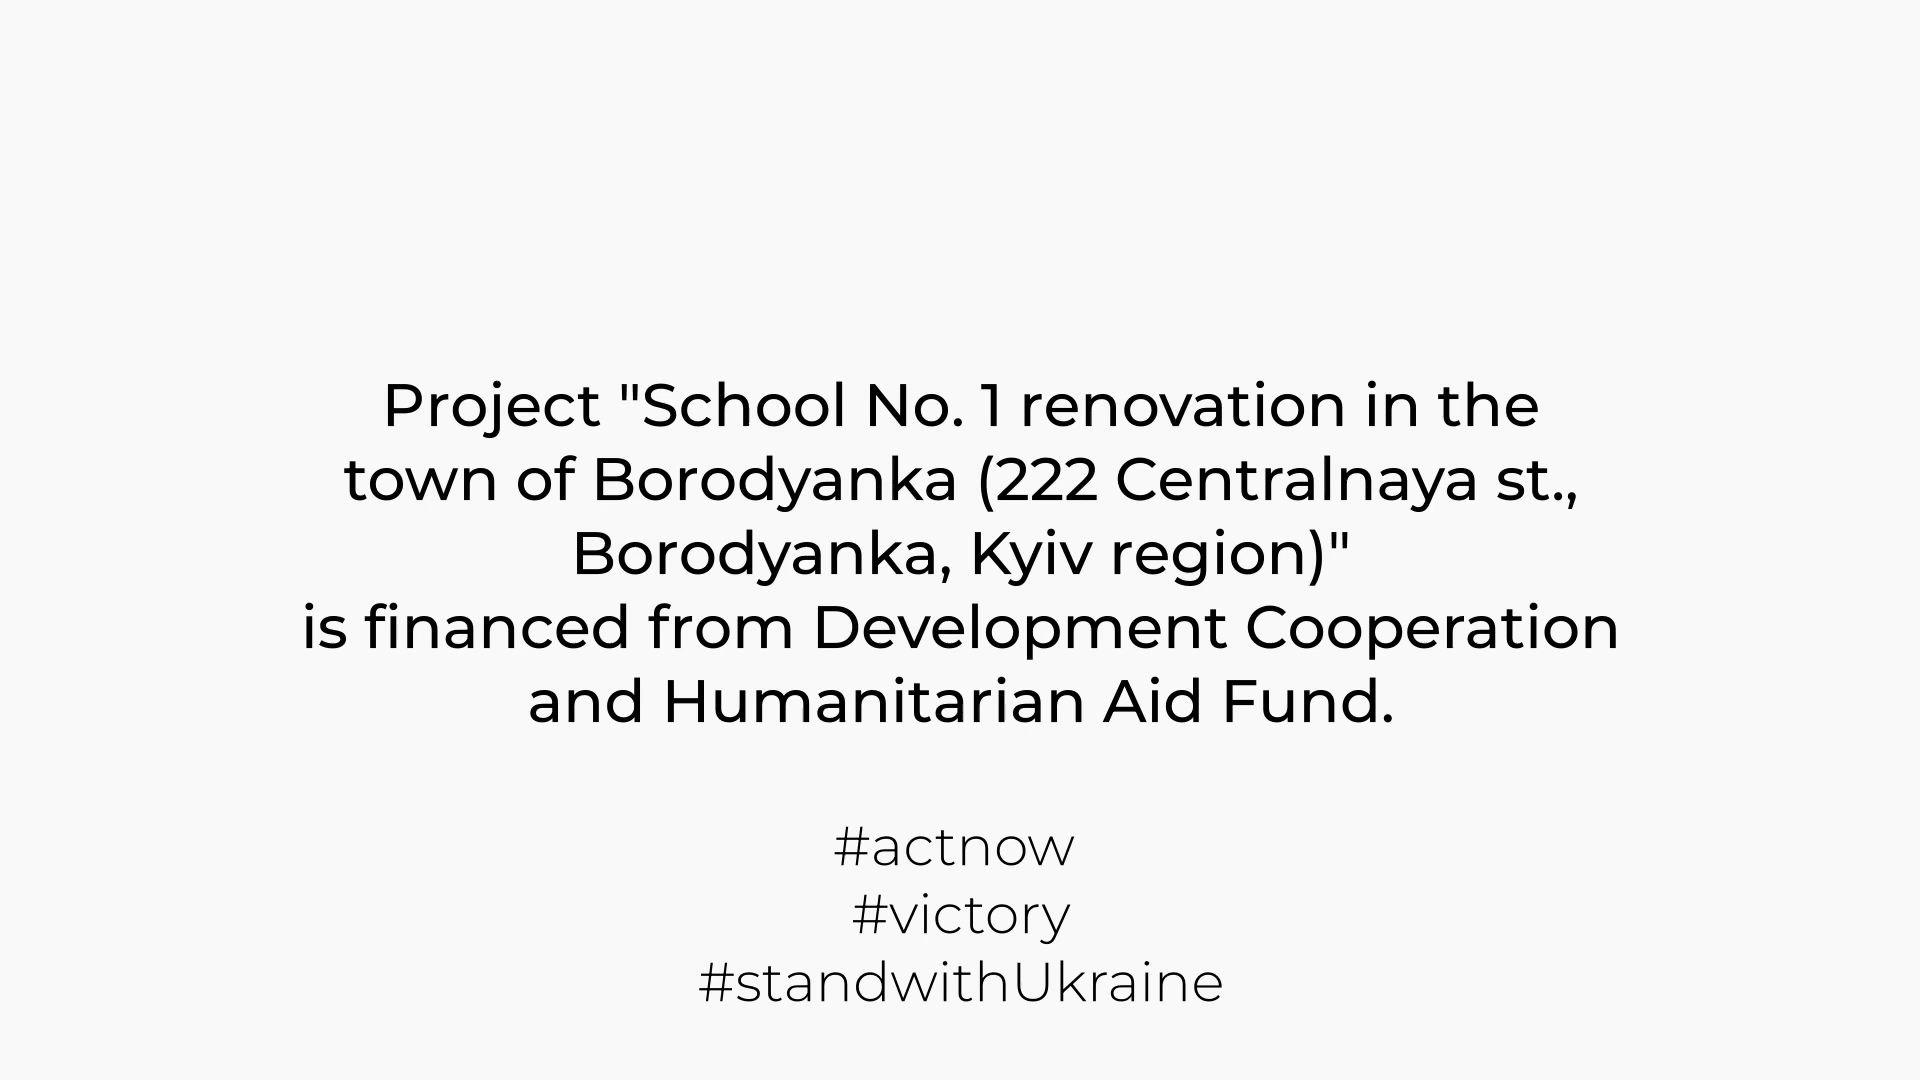 Project "School No. 1 renovation in the
town of Borodyanka (222 Centralnaya st.,
Borodyanka, Kyiv region)"
is financed from Development Cooperation
and Humanitarian Aid Fund.
#actnow
#victory
#standwithUkraine